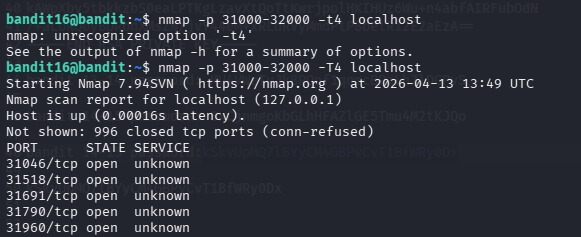 bandit16@bandit:~$ nmap -p 31000-32000 -t4 localhost
nmap: unrecognized option '-t4'
See the output of nmap -h for a summary of options.
bandit16@bandit:~$ nmap -p 31000-32000 -T4 localhost
Starting Nmap 7.94SVN ( https://nmap.org ) at 2026-04-13 13:49 UTC
Nmap scan report for localhost (127.0.0.1)
Host is up (0.00016s latency).
Not shown: 996 closed tcp ports (conn-refused)
PORT      STATE SERVICE
31046/tcp open  unknown
31518/tcp open  unknown
31691/tcp open  unknown
31790/tcp open  unknown
31960/tcp open  unknown